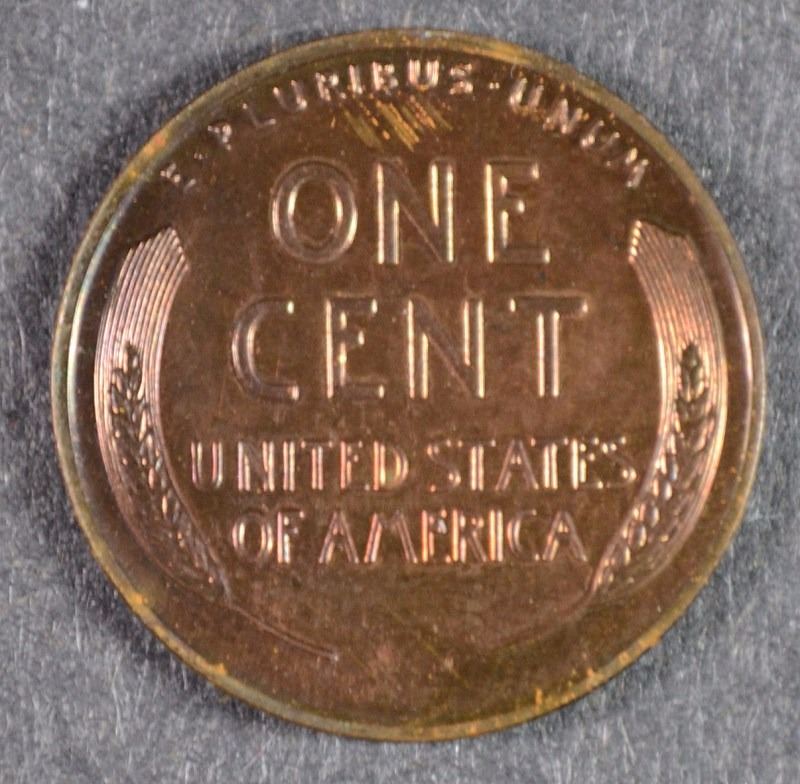 E·PLURIBUS·UNUM
ONE
CENT
UNITED STATES
OF AMERICA